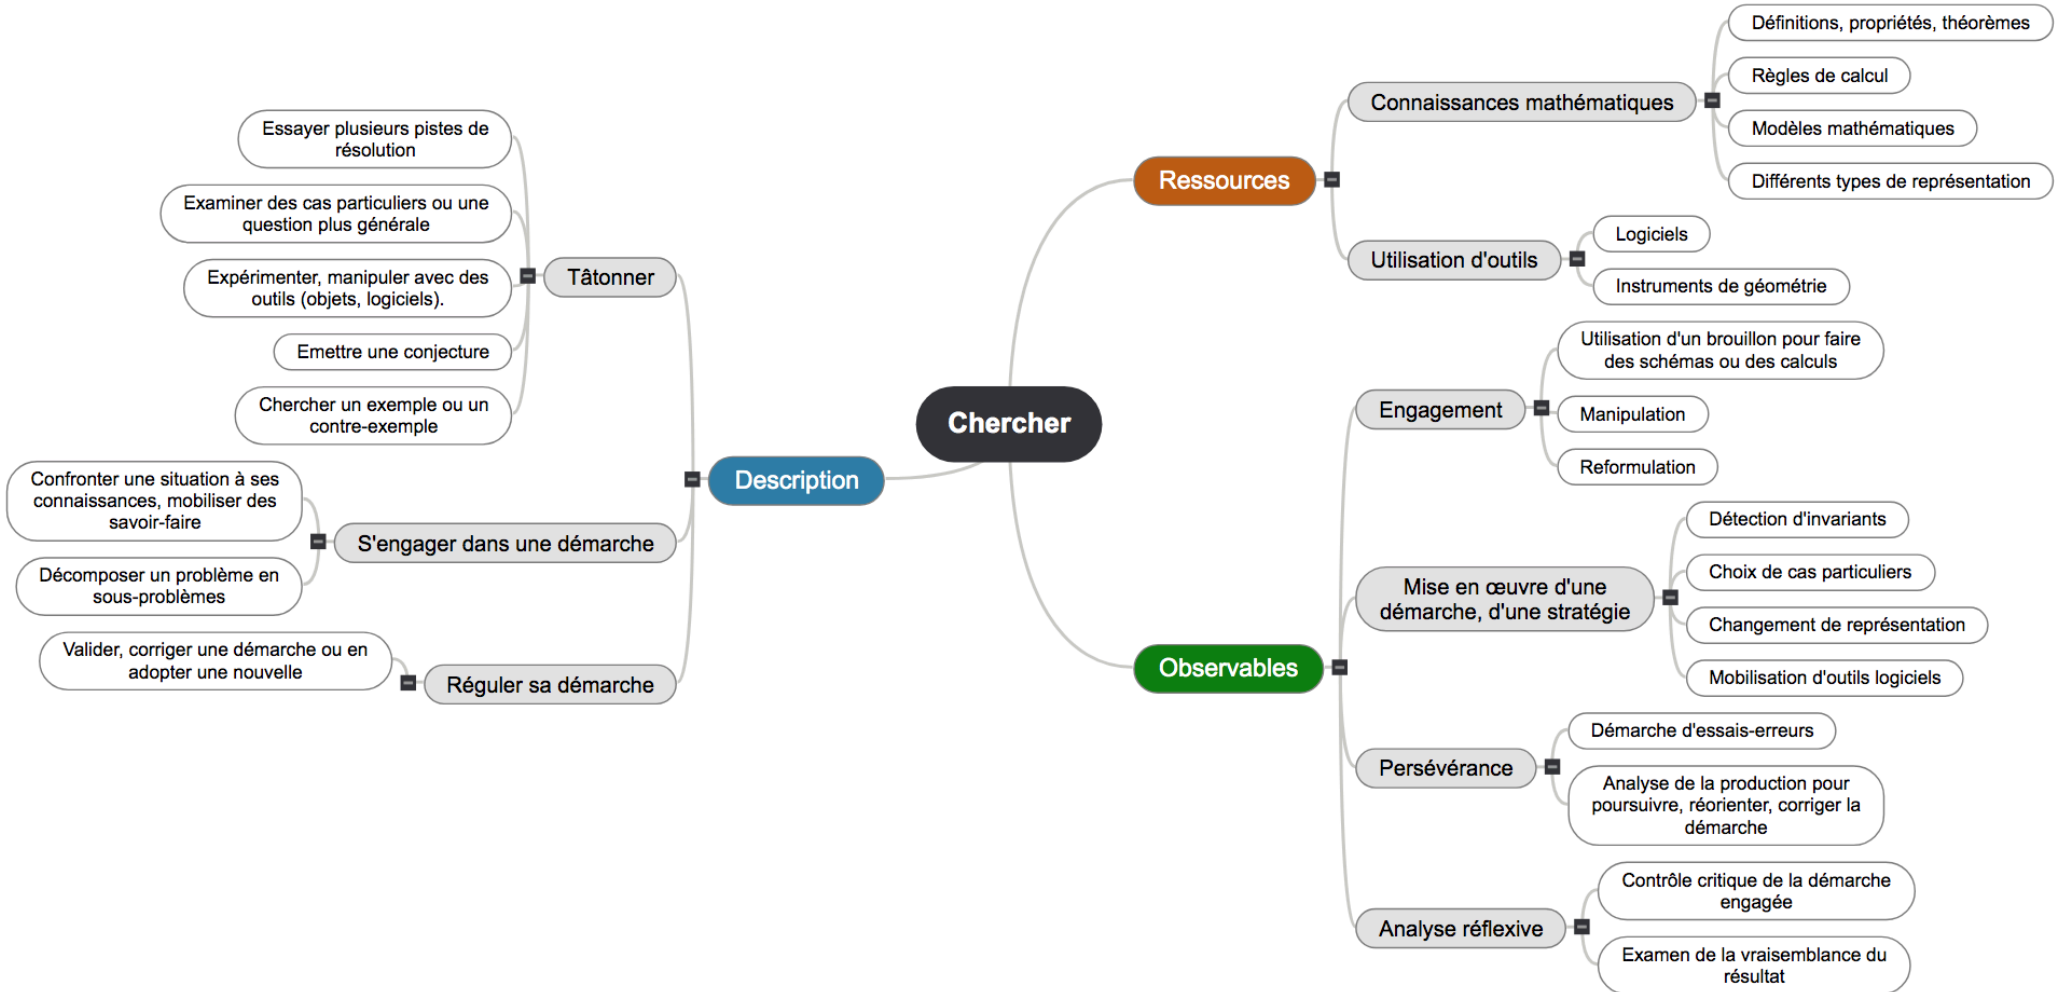 Chercher
Description
Tâtonner
Essayer plusieurs pistes de
résolution
Examiner des cas particuliers ou une
question plus générale
Expérimenter, manipuler avec des
outils (objets, logiciels).
Emettre une conjecture
Chercher un exemple ou un
contre-exemple
S'engager dans une démarche
Confronter une situation à ses
connaissances, mobiliser des
savoir-faire
Décomposer un problème en
sous-problèmes
Réguler sa démarche
Valider, corriger une démarche ou en
adopter une nouvelle
Ressources
Connaissances mathématiques
Définitions, propriétés, théorèmes
Règles de calcul
Modèles mathématiques
Différents types de représentation
Utilisation d'outils
Logiciels
Instruments de géométrie
Observables
Engagement
Utilisation d'un brouillon pour faire
des schémas ou des calculs
Manipulation
Reformulation
Mise en œuvre d'une
démarche, d'une stratégie
Détection d'invariants
Choix de cas particuliers
Changement de représentation
Mobilisation d'outils logiciels
Persévérance
Démarche d'essais-erreurs
Analyse de la production pour
poursuivre, réorienter, corriger la
démarche
Analyse réflexive
Contrôle critique de la démarche
engagée
Examen de la vraisemblance du
résultat